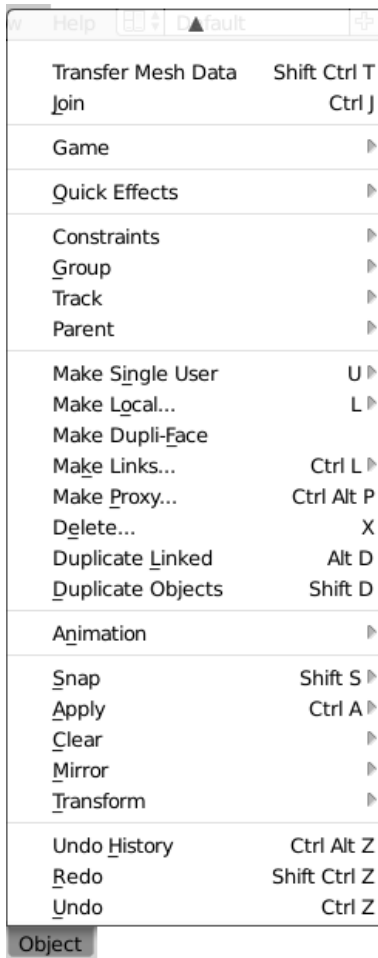 w Help Default
Transfer Mesh Data Shift Ctrl T
Join Ctrl J
Game
Quick Effects
Constraints
Group
Track
Parent
Make Single User U
Make Local... L
Make Dupli-Face
Make Links... Ctrl L
Make Proxy... Ctrl Alt P
Delete... X
Duplicate Linked Alt D
Duplicate Objects Shift D
Animation
Snap Shift S
Apply Ctrl A
Clear
Mirror
Transform
Undo History Ctrl Alt Z
Redo Shift Ctrl Z
Undo Ctrl Z
Object